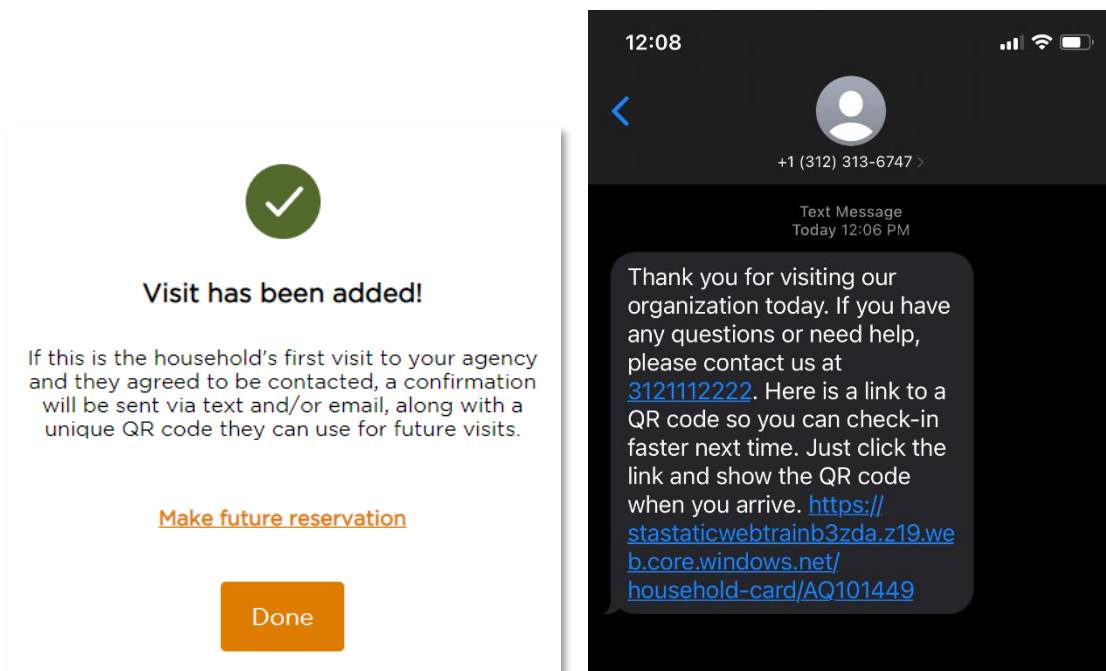 Visit has been added!
If this is the household's first visit to your agency
and they agreed to be contacted, a confirmation
will be sent via text and/or email, along with a
unique QR code they can use for future visits.
Make future reservation
Done
12:08
+1 (312) 313-6747
Text Message
Today 12:06 PM
Thank you for visiting our
organization today. If you have
any questions or need help,
please contact us at
3121112222. Here is a link to a
QR code so you can check-in
faster next time. Just click the
link and show the QR code
when you arrive. https://
stastaticwebtrainb3zda.z19.we
b.core.windows.net/
household-card/AQ101449